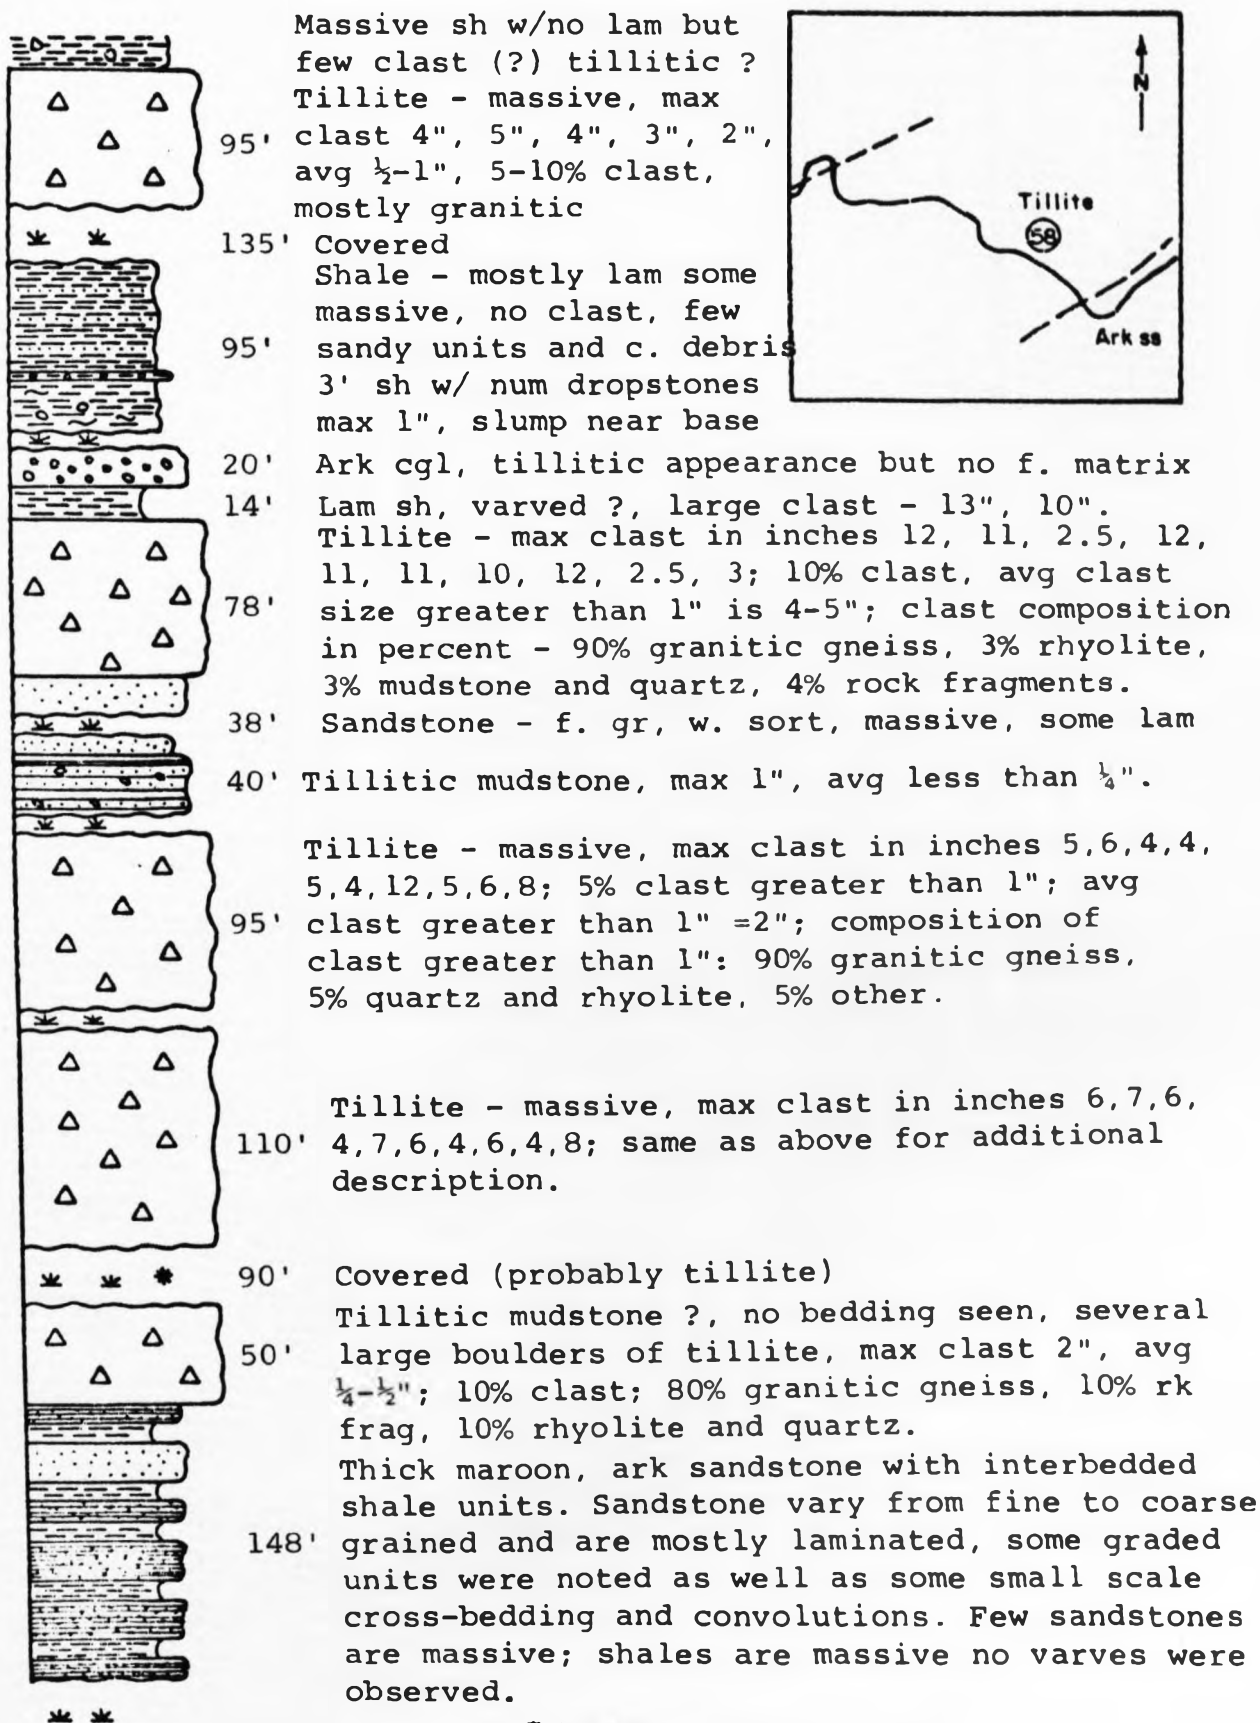 Massive sh w/no lam but
few clast (?) tillitic ?
Tillite - massive, max
95' clast 4", 5", 4", 3", 2",
avg ½-1", 5-10% clast,
mostly granitic
135' Covered
Shale - mostly lam some
massive, no clast, few
95' sandy units and c. debris
3' sh w/ num dropstones
max 1", slump near base
20' Ark cgl, tillitic appearance but no f. matrix
14' Lam sh, varved ?, large clast - 13", 10".
Tillite - max clast in inches 12, 11, 2.5, 12,
11, 11, 10, 12, 2.5, 3; 10% clast, avg clast
78' size greater than 1" is 4-5"; clast composition
in percent - 90% granitic gneiss, 3% rhyolite,
3% mudstone and quartz, 4% rock fragments.
38' Sandstone - f. gr, w. sort, massive, some lam
40' Tillitic mudstone, max 1", avg less than ¼".
Tillite - massive, max clast in inches 5,6,4,4,
5,4,12,5,6,8; 5% clast greater than 1"; avg
95' clast greater than 1" =2"; composition of
clast greater than 1": 90% granitic gneiss,
5% quartz and rhyolite, 5% other.
Tillite - massive, max clast in inches 6,7,6,
110' 4,7,6,4,6,4,8; same as above for additional
description.
90' Covered (probably tillite)
Tillitic mudstone ?, no bedding seen, several
50' large boulders of tillite, max clast 2", avg
¼-½"; 10% clast; 80% granitic gneiss, 10% rk
frag, 10% rhyolite and quartz.
Thick maroon, ark sandstone with interbedded
shale units. Sandstone vary from fine to coarse
148' grained and are mostly laminated, some graded
units were noted as well as some small scale
cross-bedding and convolutions. Few sandstones
are massive; shales are massive no varves were
observed.
N
Tillite
58
Ark ss